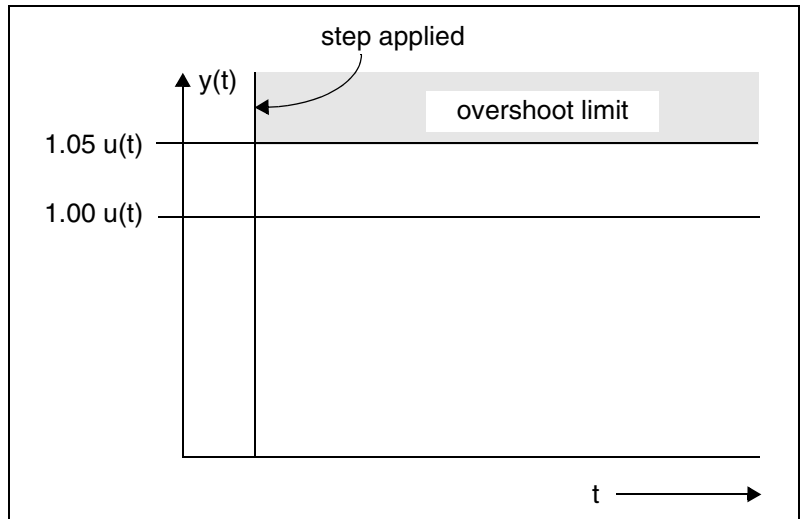 step applied
y(t)
overshoot limit
1.05 u(t)
1.00 u(t)
t